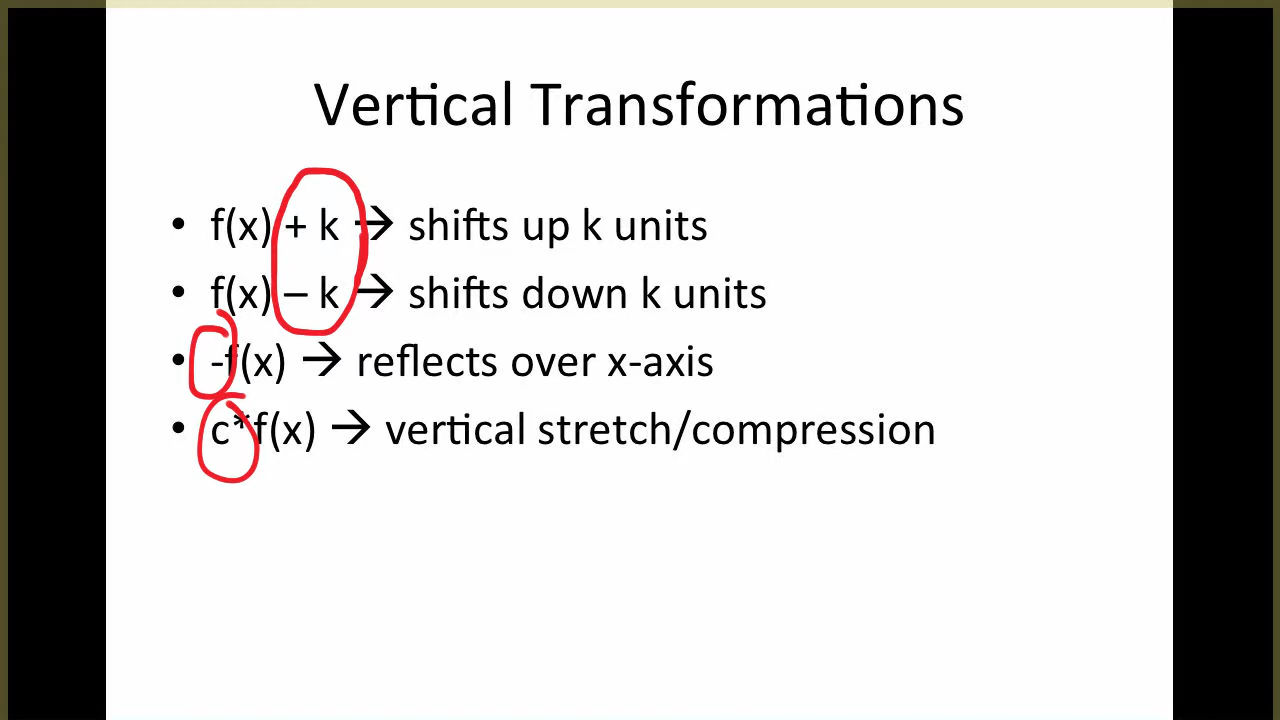 Vertical Transformations
• f(x) + k → shifts up k units
• f(x) – k → shifts down k units
• -f(x) → reflects over x-axis
• c*f(x) → vertical stretch/compression